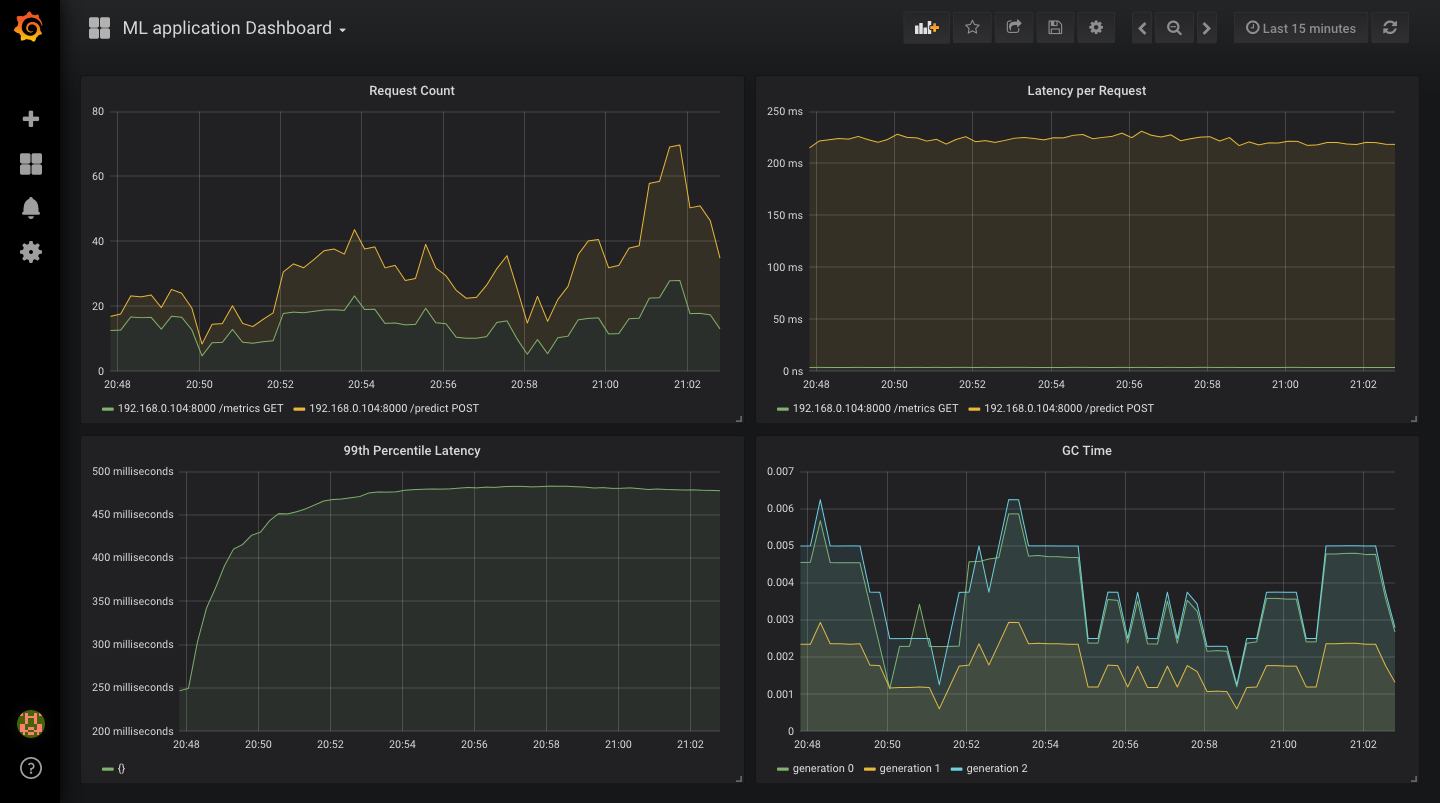 ML application Dashboard
Last 15 minutes
Request Count
80
60
40
20
0
20:48 20:50 20:52 20:54 20:56 20:58 21:00 21:02
192.168.0.104:8000 /metrics GET 192.168.0.104:8000 /predict POST
Latency per Request
250 ms
200 ms
150 ms
100 ms
50 ms
0 ns
20:48 20:50 20:52 20:54 20:56 20:58 21:00 21:02
192.168.0.104:8000 /metrics GET 192.168.0.104:8000 /predict POST
99th Percentile Latency
500 milliseconds
450 milliseconds
400 milliseconds
350 milliseconds
300 milliseconds
250 milliseconds
200 milliseconds
20:48 20:50 20:52 20:54 20:56 20:58 21:00 21:02
{}
GC Time
0.007
0.006
0.005
0.004
0.003
0.002
0.001
0
20:48 20:50 20:52 20:54 20:56 20:58 21:00 21:02
generation 0 generation 1 generation 2
?